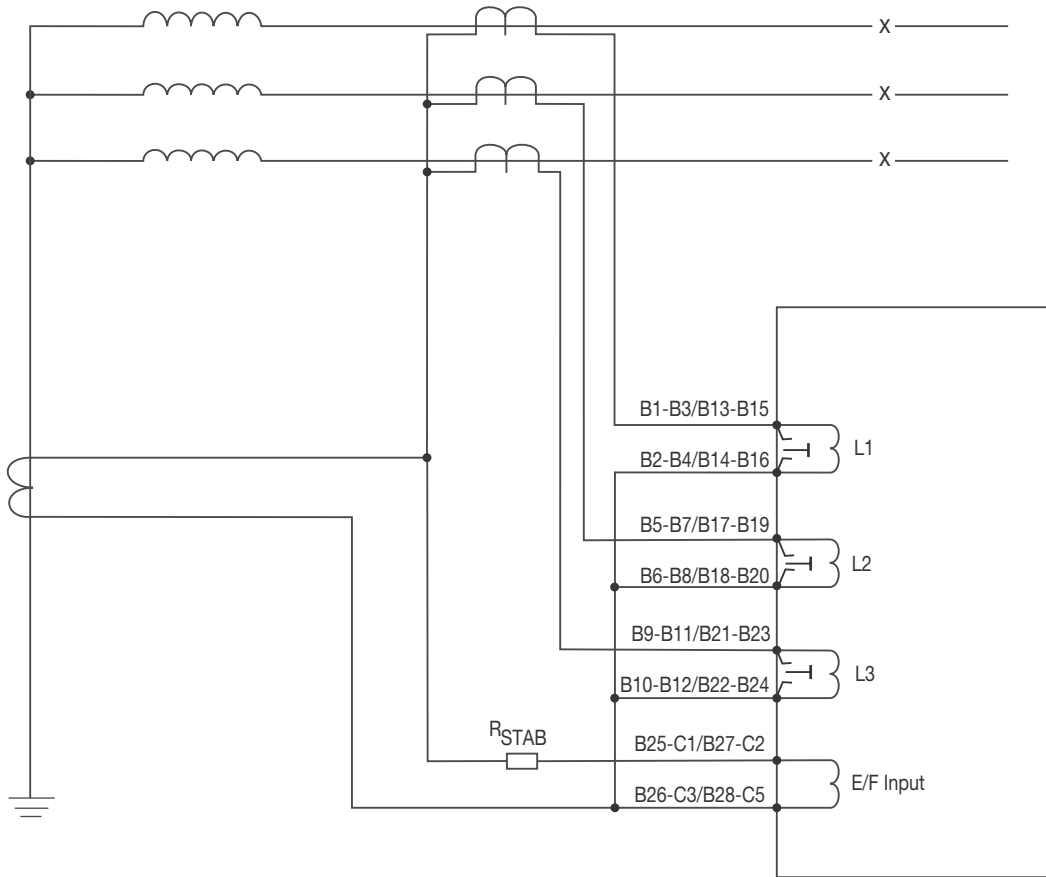 X
X
X
B1-B3/B13-B15
L1
B2-B4/B14-B16
B5-B7/B17-B19
L2
B6-B8/B18-B20
B9-B11/B21-B23
L3
B10-B12/B22-B24
RSTAB
B25-C1/B27-C2
E/F Input
B26-C3/B28-C5